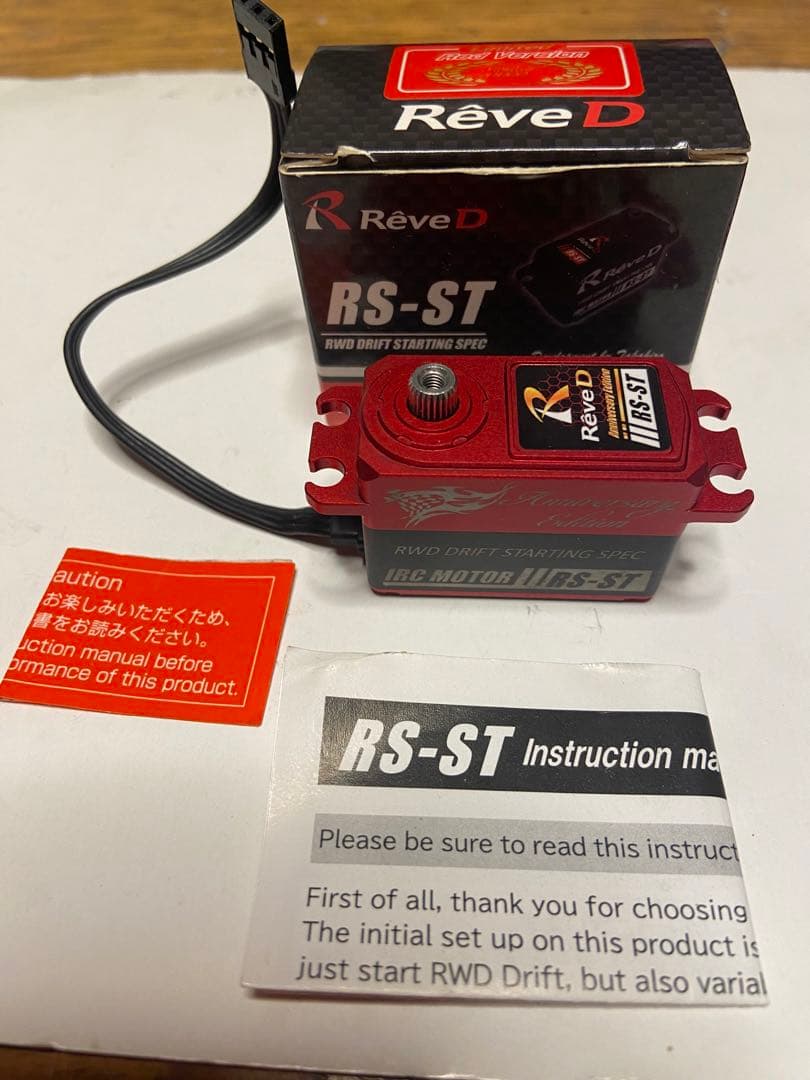 Red Version
RêveD
R RêveD
RS-ST
RWD DRIFT STARTING SPEC
RS-ST
RêveD
R
RêveD
Anniversary Edition
RS-ST
Anniversary
Edition
RWD DRIFT STARTING SPEC
IRC MOTOR RS-ST
aution
お楽しみいただくため、
書をお読みください。
uction manual before
ormance of this product.
RS-ST Instruction ma
Please be sure to read this instruct
First of all, thank you for choosing
The initial set up on this product is
just start RWD Drift, but also varial